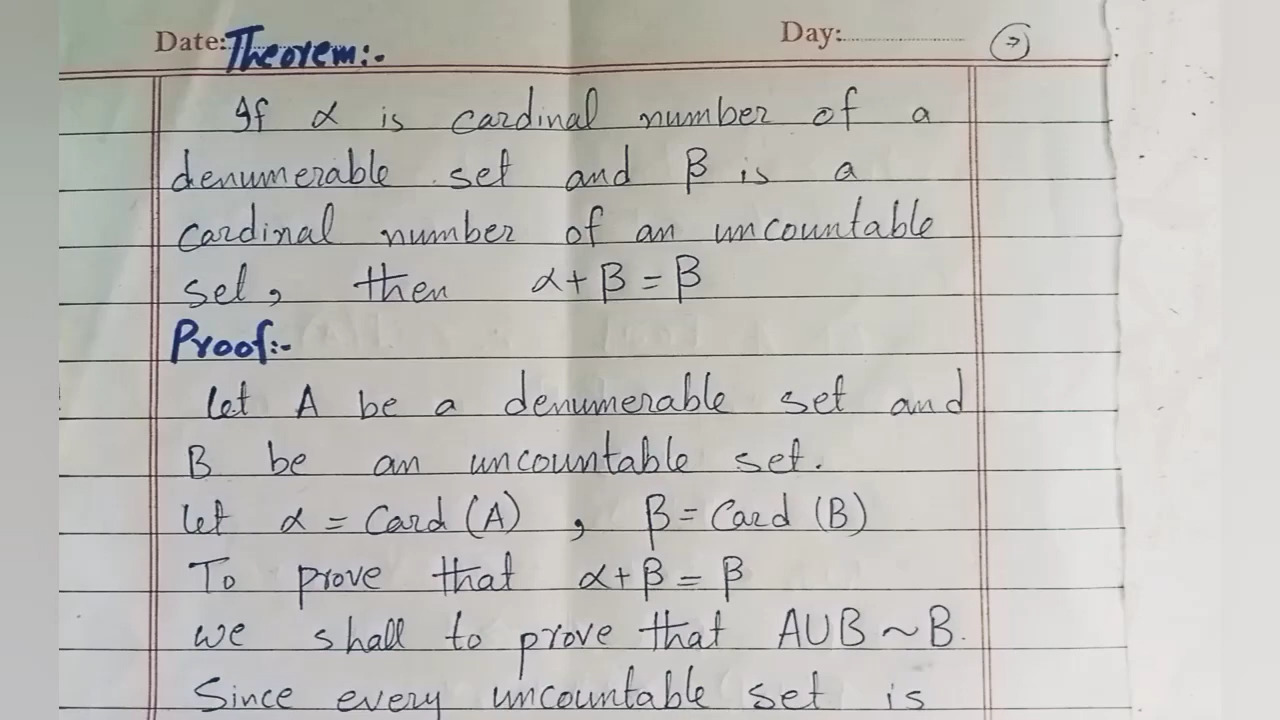 Date: Theorem:- Day: 7
If α is cardinal number of a
denumerable set and β is a
cardinal number of an uncountable
set, then α+β=β
Proof:-
Let A be a denumerable set and
B be an uncountable set.
Let α = Card (A) , β = Card (B)
To prove that α+β = β
we shall to prove that AUB ~ B.
Since every uncountable set is